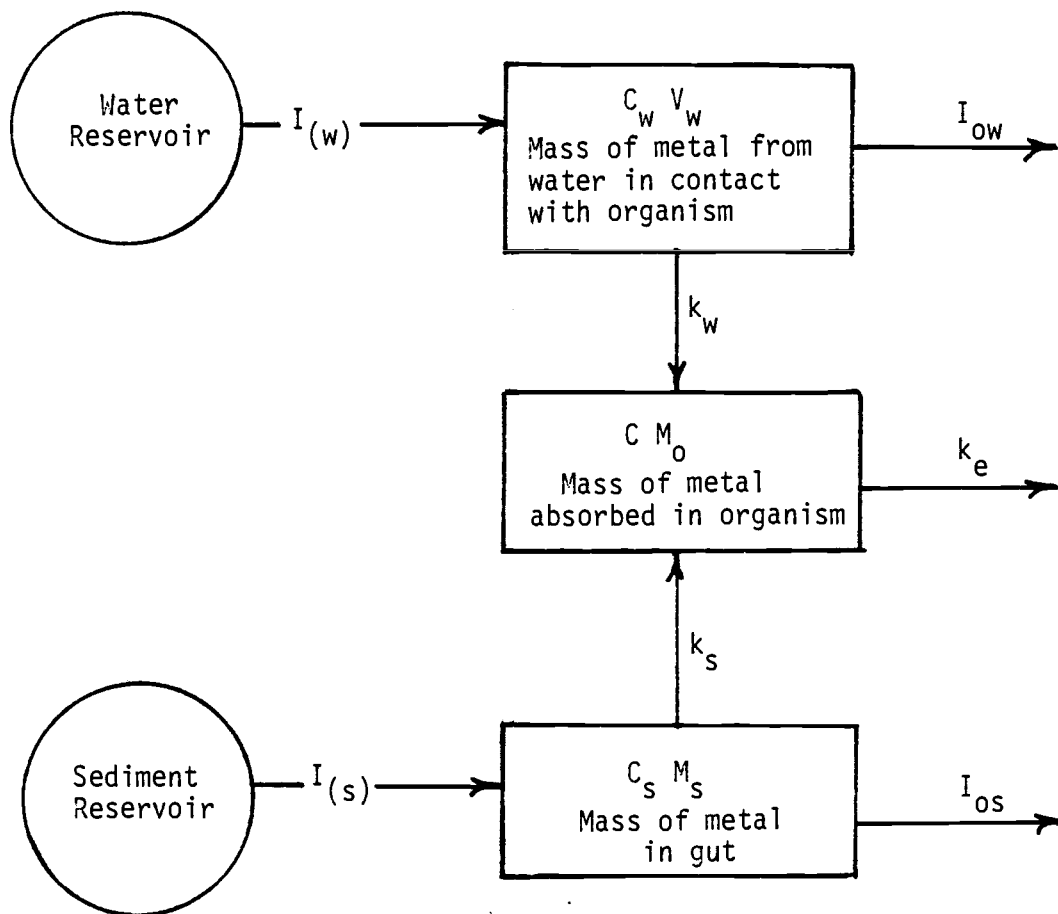 Water
Reservoir
I(w)
Cw Vw
Mass of metal from
water in contact
with organism
Iow
kw
C Mo
Mass of metal
absorbed in organism
ke
ks
Sediment
Reservoir
I(s)
Cs Ms
Mass of metal
in gut
Ios